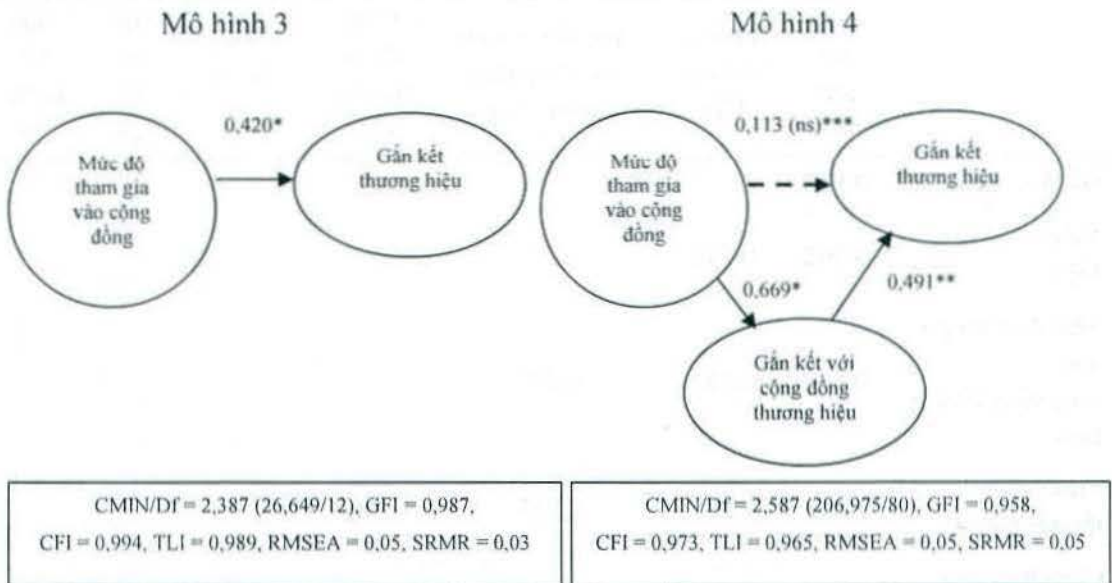 Mô hình 3
Mô hình 4
0,420*
Mức độ
tham gia
vào cộng
đồng
Gắn kết
thương hiệu
0,113 (ns)***
Mức độ
tham gia
vào cộng
đồng
Gắn kết
thương hiệu
0,669*
0,491**
Gắn kết với
cộng đồng
thương hiệu
CMIN/Df = 2,387 (26,649/12), GFI = 0,987,
CFI = 0,994, TLI = 0,989, RMSEA = 0,05, SRMR = 0,03
CMIN/Df = 2,587 (206,975/80), GFI = 0,958,
CFI = 0,973, TLI = 0,965, RMSEA = 0,05, SRMR = 0,05